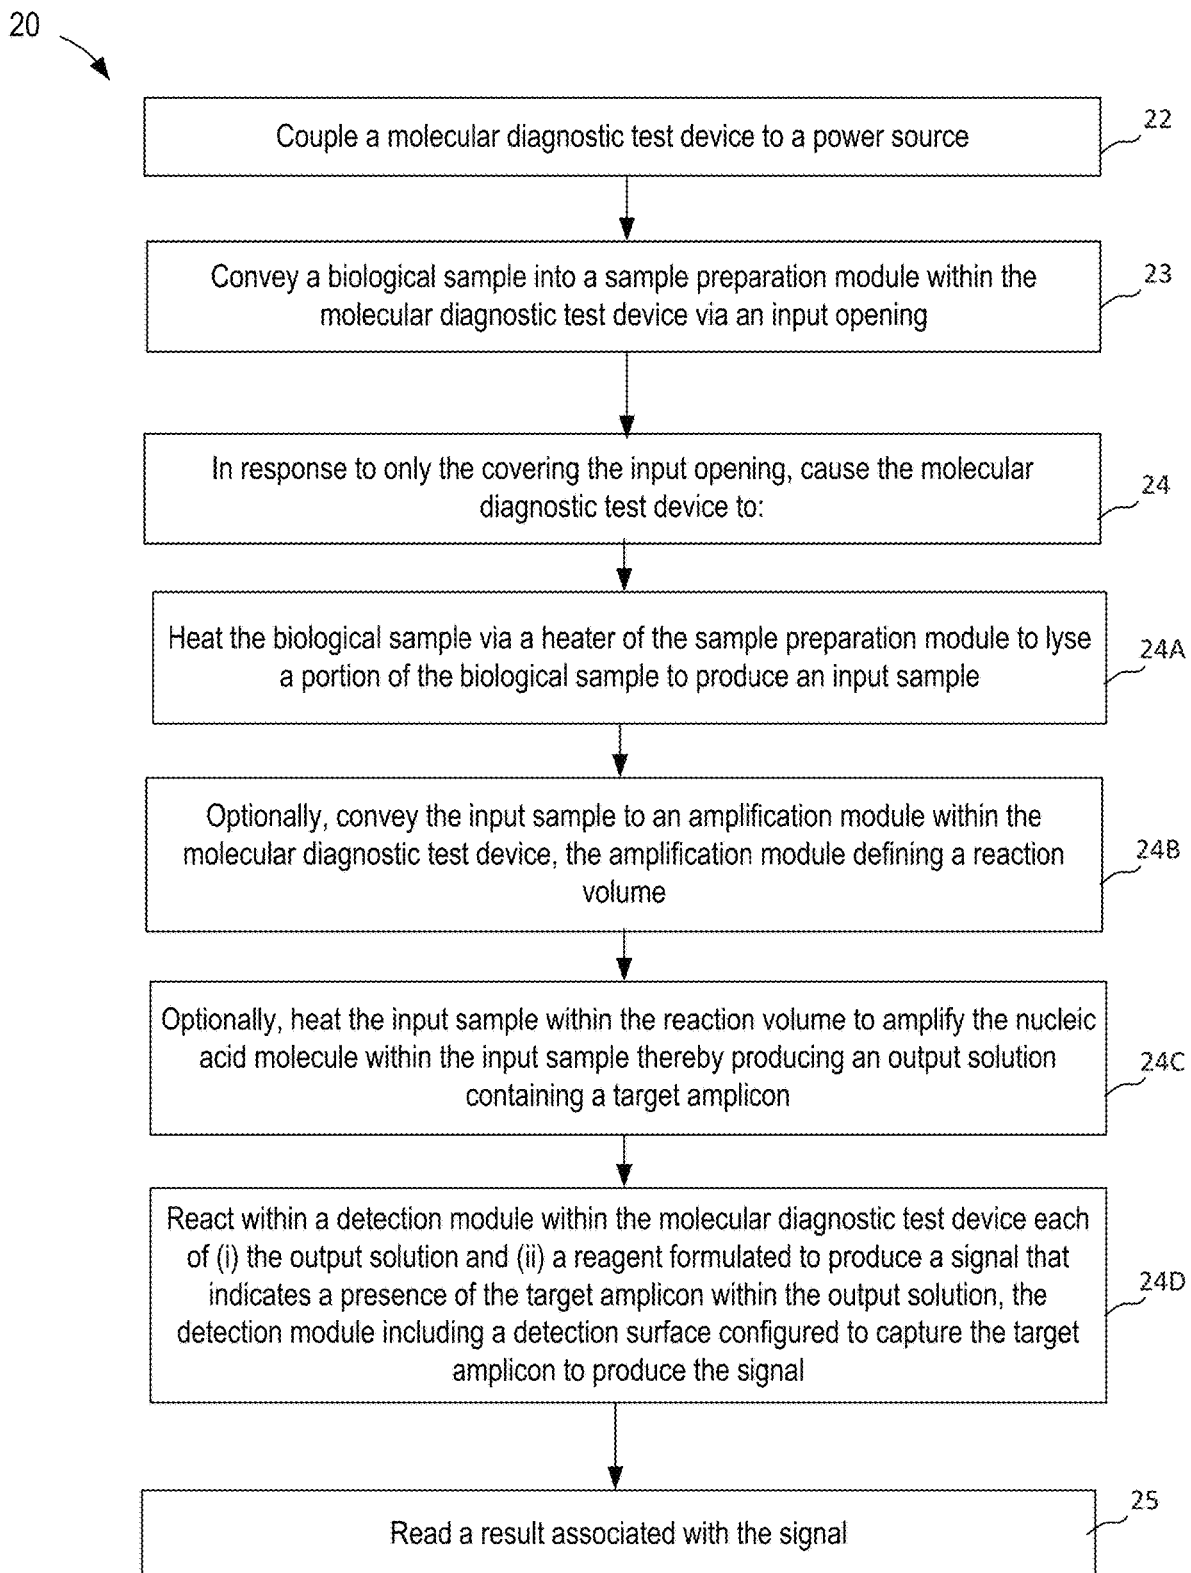 20
Couple a molecular diagnostic test device to a power source
22
Convey a biological sample into a sample preparation module within the
molecular diagnostic test device via an input opening
23
In response to only the covering the input opening, cause the molecular
diagnostic test device to:
24
Heat the biological sample via a heater of the sample preparation module to lyse
a portion of the biological sample to produce an input sample
24A
Optionally, convey the input sample to an amplification module within the
molecular diagnostic test device, the amplification module defining a reaction
volume
24B
Optionally, heat the input sample within the reaction volume to amplify the nucleic
acid molecule within the input sample thereby producing an output solution
containing a target amplicon
24C
React within a detection module within the molecular diagnostic test device each
of (i) the output solution and (ii) a reagent formulated to produce a signal that
indicates a presence of the target amplicon within the output solution, the
detection module including a detection surface configured to capture the target
amplicon to produce the signal
24D
Read a result associated with the signal
25